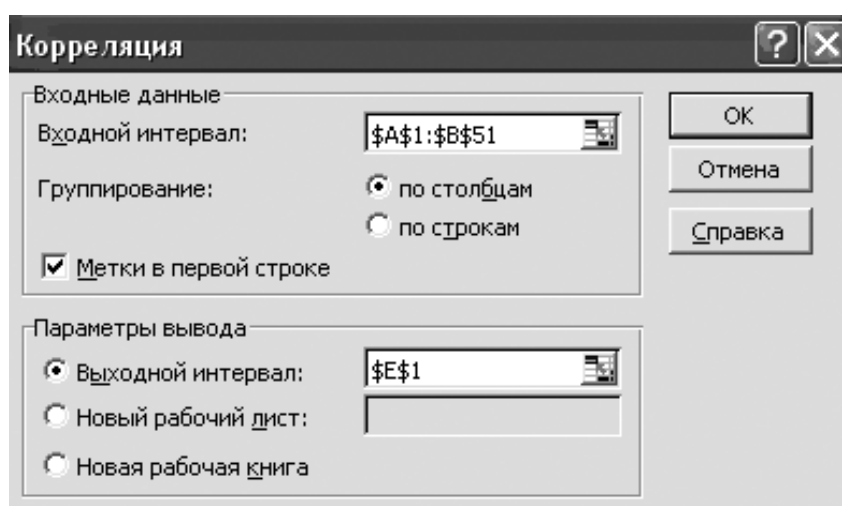 Корреляция
Входные данные
Входной интервал: $A$1:$B$51
Группирование: по столбцам
по строкам
Метки в первой строке
OK
Отмена
Справка
Параметры вывода
Выходной интервал: $E$1
Новый рабочий лист:
Новая рабочая книга